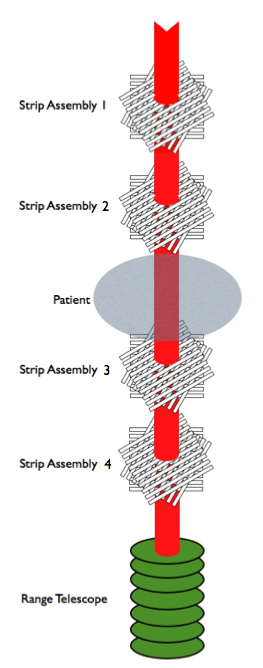 Strip Assembly 1
Strip Assembly 2
Patient
Strip Assembly 3
Strip Assembly 4
Range Telescope